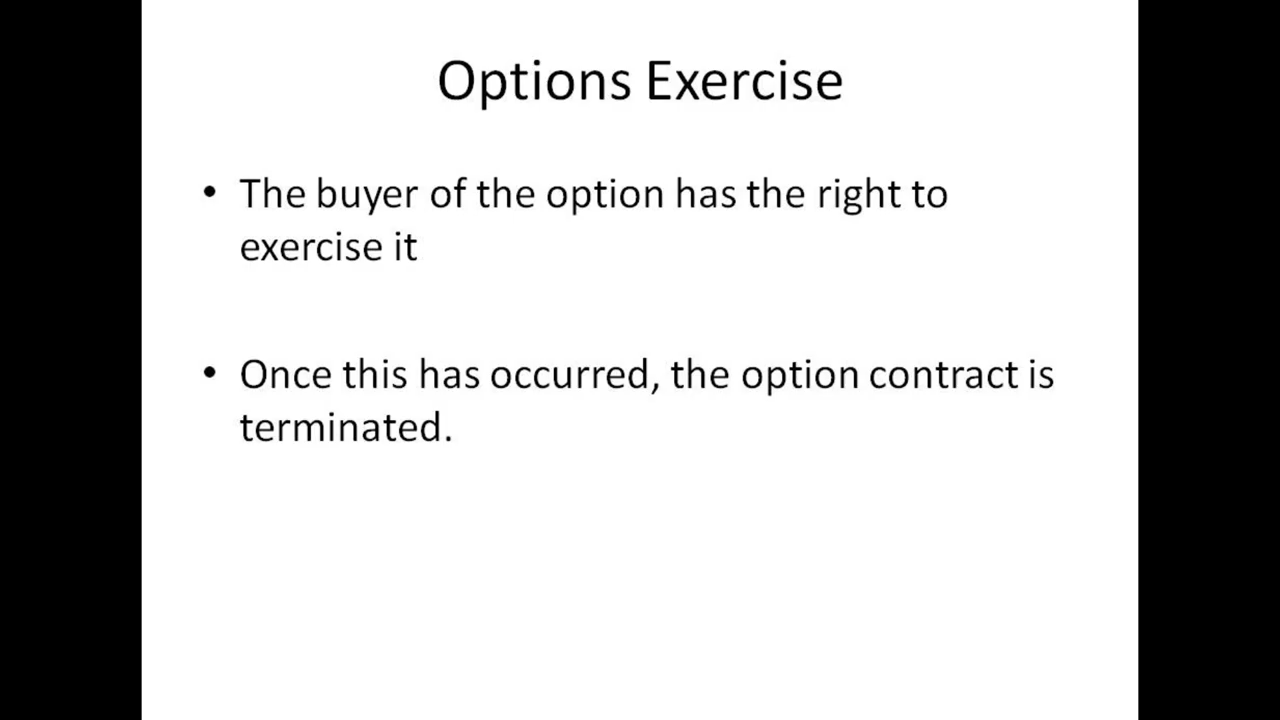 Options Exercise
• The buyer of the option has the right to
exercise it
• Once this has occurred, the option contract is
terminated.